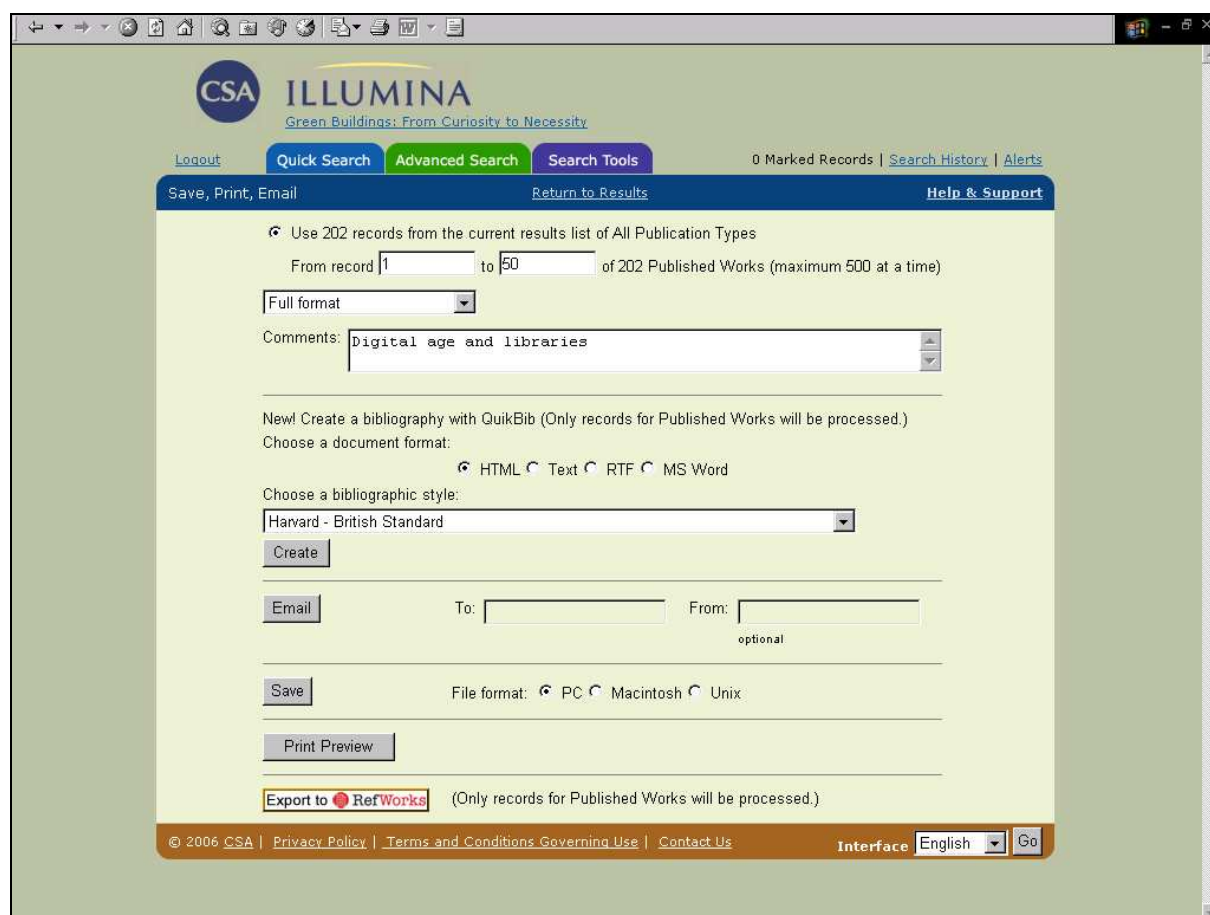 CSA ILLUMINA
Green Buildings: From Curiosity to Necessity
Logout Quick Search Advanced Search Search Tools 0 Marked Records | Search History | Alerts
Save, Print, Email Return to Results Help & Support
Use 202 records from the current results list of All Publication Types
From record 1 to 50 of 202 Published Works (maximum 500 at a time)
Full format
Comments: Digital age and libraries
New! Create a bibliography with QuikBib (Only records for Published Works will be processed.)
Choose a document format:
HTML Text RTF MS Word
Choose a bibliographic style:
Harvard - British Standard
Create
Email To: From:
optional
Save File format: PC Macintosh Unix
Print Preview
Export to RefWorks (Only records for Published Works will be processed.)
© 2006 CSA | Privacy Policy | Terms and Conditions Governing Use | Contact Us Interface English Go